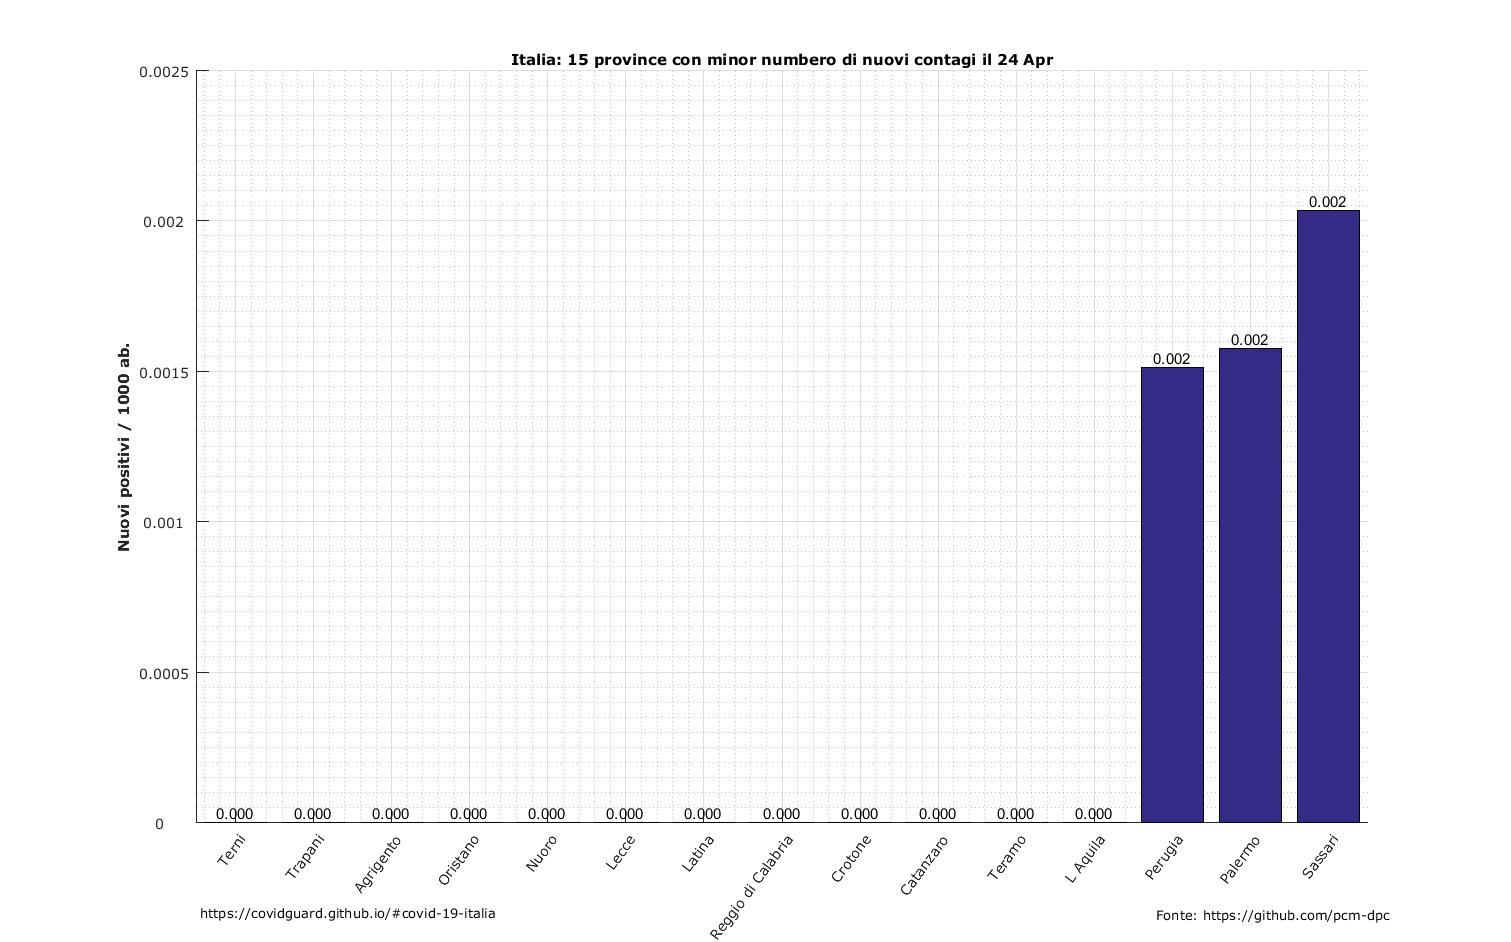 Italia: 15 province con minor numbero di nuovi contagi il 24 Apr
Nuovi positivi / 1000 ab.
0.0025
0.002
0.0015
0.001
0.0005
0
0.000 0.000 0.000 0.000 0.000 0.000 0.000 0.000 0.000 0.000 0.000 0.000 0.002 0.002 0.002
Terni Trapani Agrigento Oristano Nuoro Lecce Latina Reggio di Calabria Crotone Catanzaro Teramo L Aquila Perugia Palermo Sassari
https://covidguard.github.io/#covid-19-italia
Fonte: https://github.com/pcm-dpc